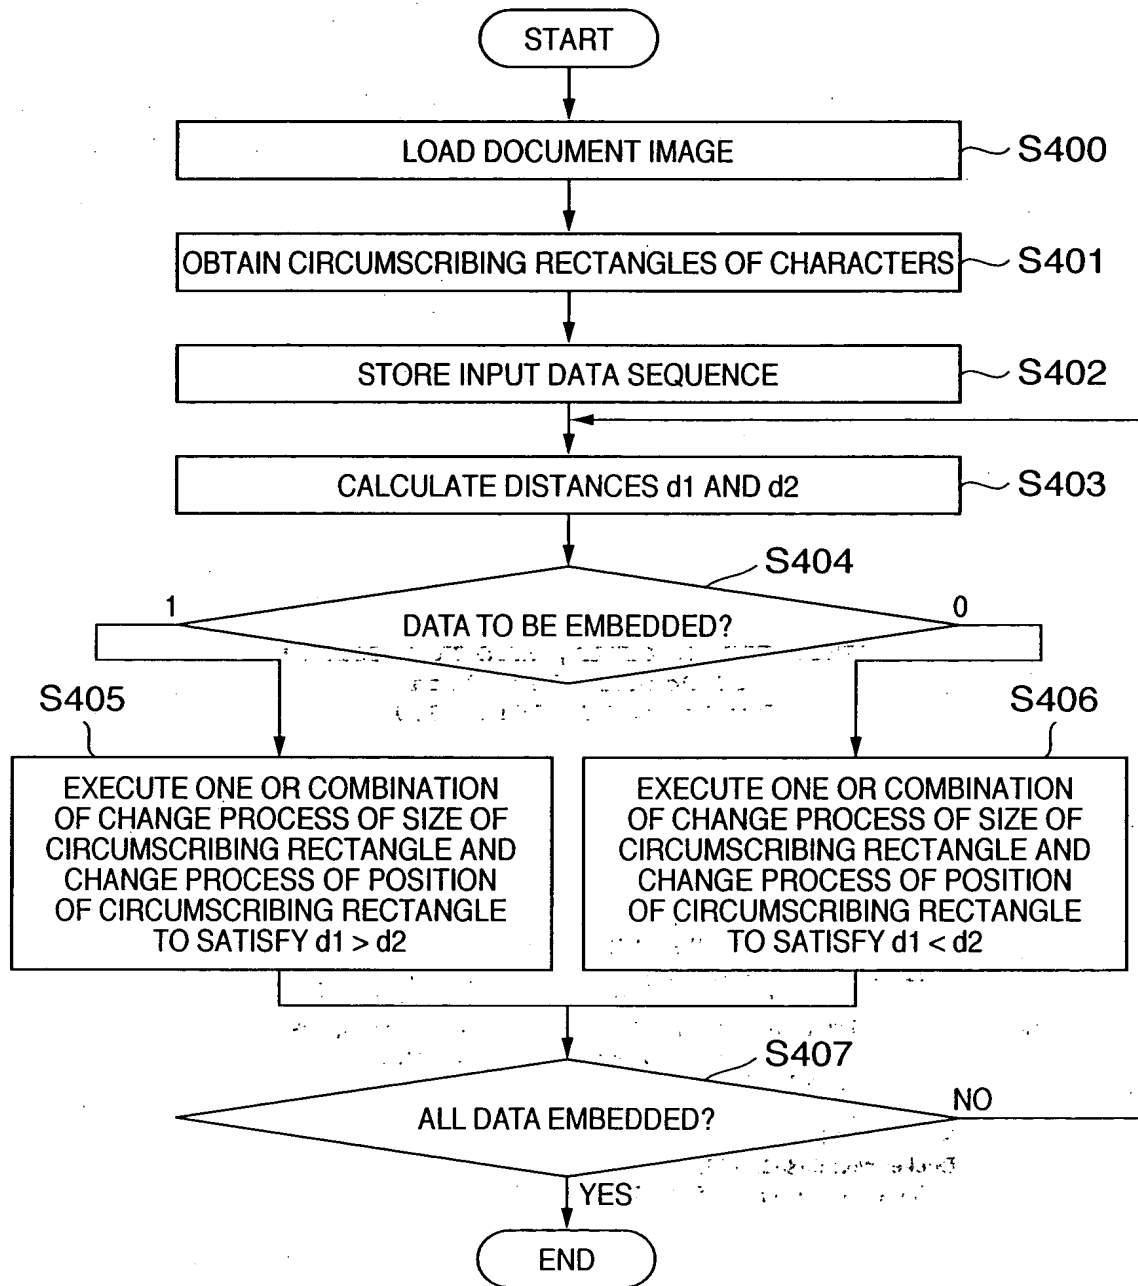 START
LOAD DOCUMENT IMAGE
S400
OBTAIN CIRCUMSCRIBING RECTANGLES OF CHARACTERS
S401
STORE INPUT DATA SEQUENCE
S402
CALCULATE DISTANCES d1 AND d2
S403
S404
1
DATA TO BE EMBEDDED?
0
S405
EXECUTE ONE OR COMBINATION
OF CHANGE PROCESS OF SIZE OF
CIRCUMSCRIBING RECTANGLE AND
CHANGE PROCESS OF POSITION
OF CIRCUMSCRIBING RECTANGLE
TO SATISFY d1 > d2
S406
EXECUTE ONE OR COMBINATION
OF CHANGE PROCESS OF SIZE OF
CIRCUMSCRIBING RECTANGLE AND
CHANGE PROCESS OF POSITION
OF CIRCUMSCRIBING RECTANGLE
TO SATISFY d1 < d2
S407
ALL DATA EMBEDDED?
NO
YES
END